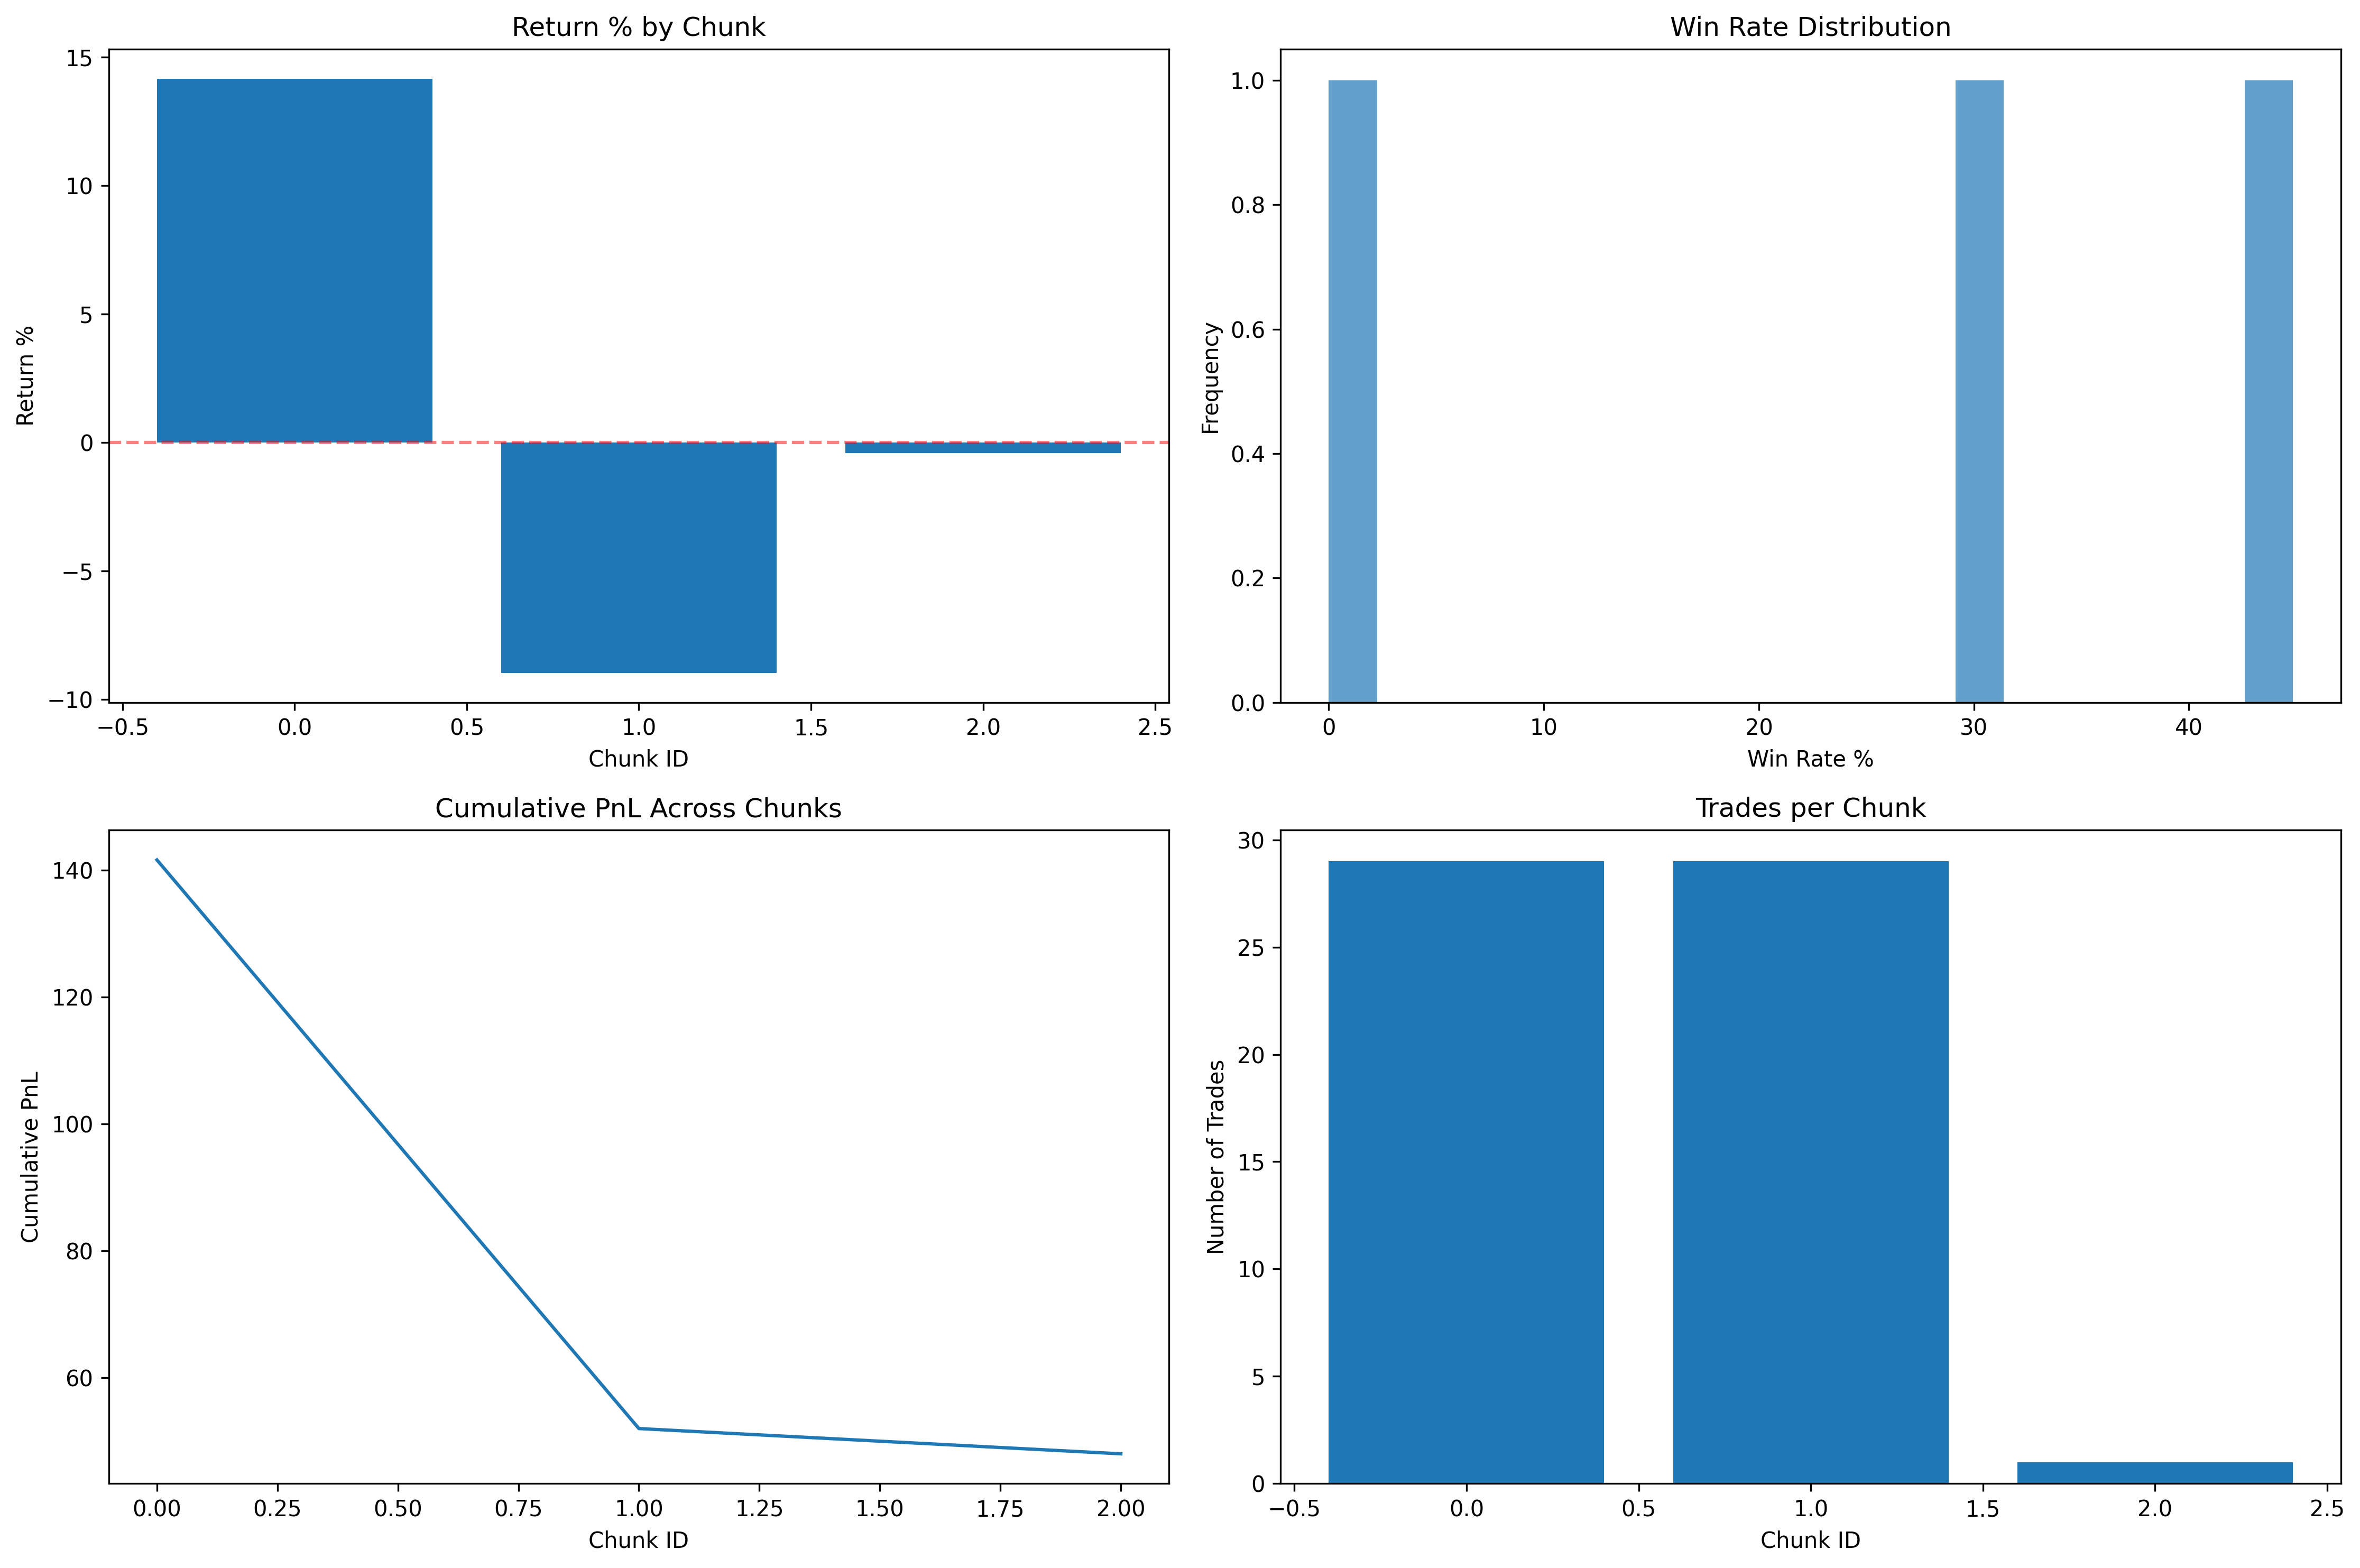 Return % by Chunk
15
10
5
0
−5
−10
Return %
−0.5 0.0 0.5 1.0 1.5 2.0 2.5
Chunk ID
Win Rate Distribution
1.0
0.8
0.6
0.4
0.2
0.0
Frequency
0 10 20 30 40
Win Rate %
Cumulative PnL Across Chunks
140
120
100
80
60
Cumulative PnL
0.00 0.25 0.50 0.75 1.00 1.25 1.50 1.75 2.00
Chunk ID
Trades per Chunk
30
25
20
15
10
5
0
Number of Trades
−0.5 0.0 0.5 1.0 1.5 2.0 2.5
Chunk ID